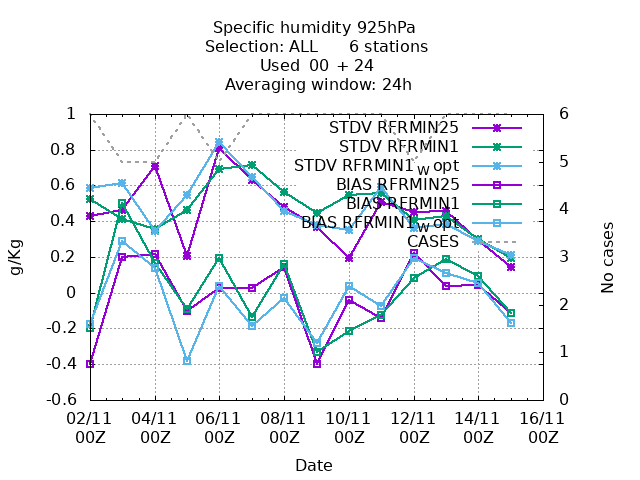 Specific humidity 925hPa
Selection: ALL 6 stations
Used 00 + 24
Averaging window: 24h
1
0.8
0.6
0.4
0.2
0
-0.2
-0.4
-0.6
g/Kg
STDV RFRMIN25
STDV RFRMIN1
STDV RFRMIN1w opt
BIAS RFRMIN25
BIAS RFRMIN1
BIAS RFRMIN1w opt
CASES
6
5
4
3
2
1
0
No cases
02/11 04/11 06/11 08/11 10/11 12/11 14/11 16/11
00Z 00Z 00Z 00Z 00Z 00Z 00Z 00Z
Date